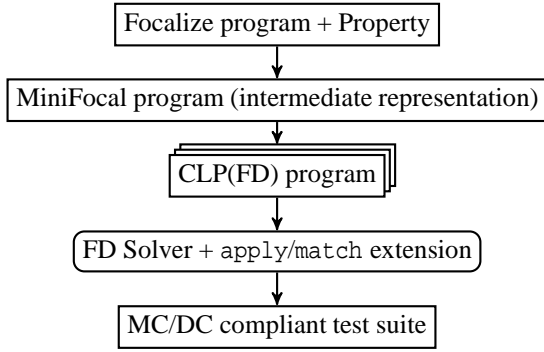 Focalize program + Property
MiniFocal program (intermediate representation)
CLP(FD) program
FD Solver + apply/match extension
MC/DC compliant test suite